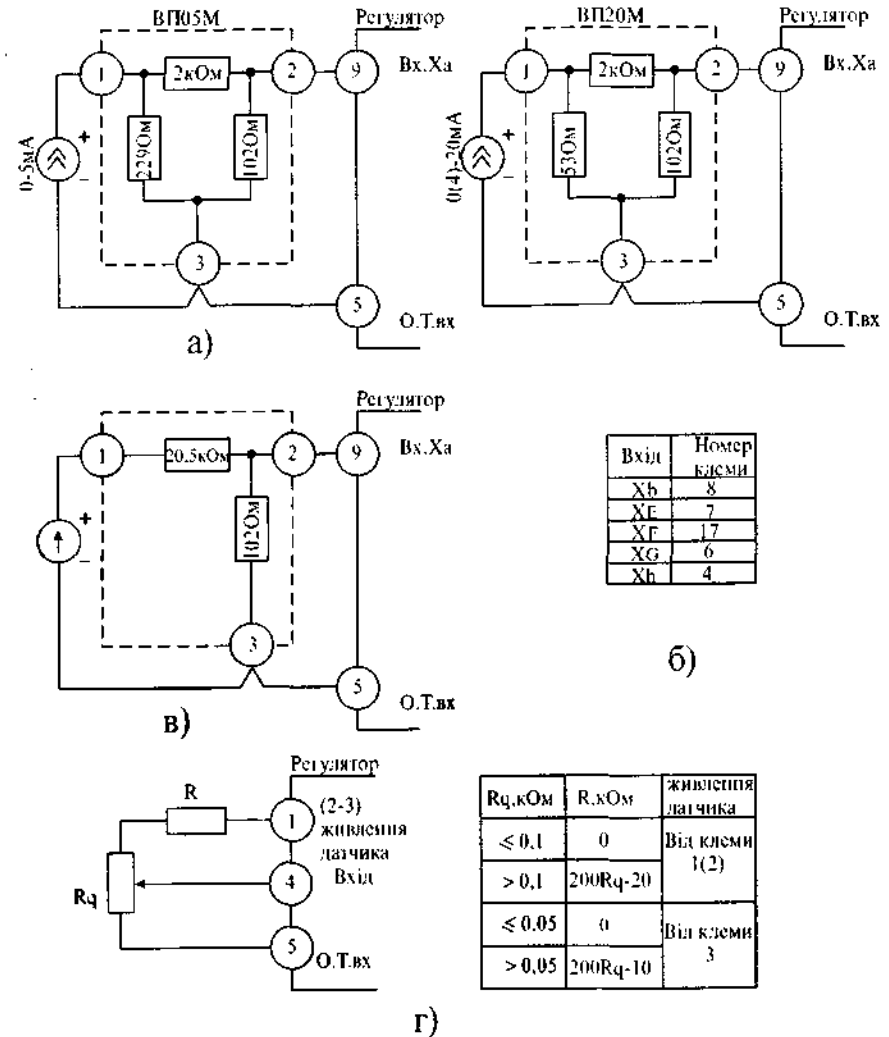 ВП05М
Регулятор
1
2кОм
2
9
Вх.Ха
229Ом
102Ом
0-5мА
+
−
3
5
О.Т.вх
а)
ВП20М
Регулятор
1
2кОм
2
9
Вх.Ха
53Ом
102Ом
0(4)-20мА
+
−
3
5
О.Т.вх
Регулятор
1
20.5кОм
2
9
Вх.Ха
102Ом
+
−
3
5
О.Т.вх
в)
Вхід Номер клеми
Xb 8
XE 7
XF 17
XG 6
Xh 4
б)
Регулятор
R
1
(2-3)
живлення
датчика
Вхід
Rq
4
5
О.Т.вх
Rq,кОм R,кОм живлення датчика
≤ 0,1 0 Від клеми 1(2)
> 0,1 200Rq-20
≤ 0.05 0 Від клеми 3
> 0,05 200Rq-10
г)